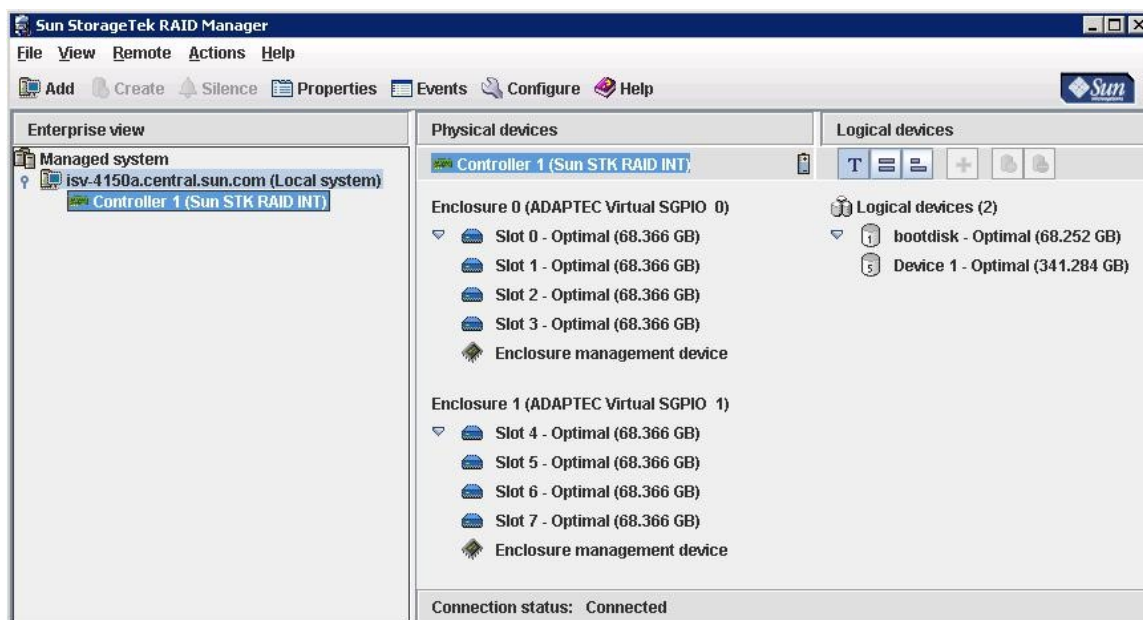 Sun StorageTek RAID Manager
File View Remote Actions Help
Add Create Silence Properties Events Configure Help
Sun
microsystems
Enterprise view
Managed system
isv-4150a.central.sun.com (Local system)
Controller 1 (Sun STK RAID INT)
Physical devices
Controller 1 (Sun STK RAID INT)
Enclosure 0 (ADAPTEC Virtual SGPIO 0)
Slot 0 - Optimal (68.366 GB)
Slot 1 - Optimal (68.366 GB)
Slot 2 - Optimal (68.366 GB)
Slot 3 - Optimal (68.366 GB)
Enclosure management device
Enclosure 1 (ADAPTEC Virtual SGPIO 1)
Slot 4 - Optimal (68.366 GB)
Slot 5 - Optimal (68.366 GB)
Slot 6 - Optimal (68.366 GB)
Slot 7 - Optimal (68.366 GB)
Enclosure management device
Connection status: Connected
Logical devices
T
Logical devices (2)
1 bootdisk - Optimal (68.252 GB)
5 Device 1 - Optimal (341.284 GB)